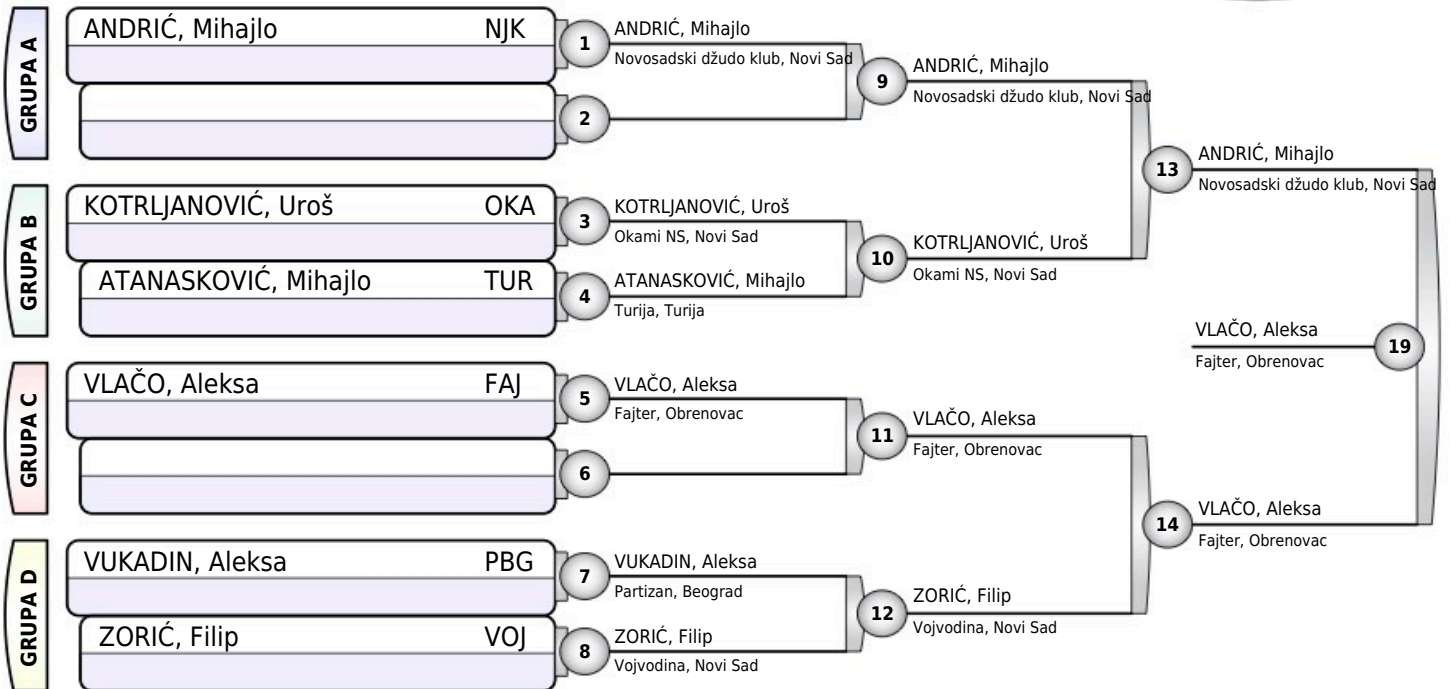 GRUPA A
ANDRIĆ, Mihajlo NJK
1
2
ANDRIĆ, Mihajlo
Novosadski džudo klub, Novi Sad
9
ANDRIĆ, Mihajlo
Novosadski džudo klub, Novi Sad
GRUPA B
KOTRLJANOVIĆ, Uroš OKA
ATANASKOVIĆ, Mihajlo TUR
3
KOTRLJANOVIĆ, Uroš
Okami NS, Novi Sad
4
ATANASKOVIĆ, Mihajlo
Turija, Turija
10
KOTRLJANOVIĆ, Uroš
Okami NS, Novi Sad
13
ANDRIĆ, Mihajlo
Novosadski džudo klub, Novi Sad
GRUPA C
VLAČO, Aleksa FAJ
5
VLAČO, Aleksa
Fajter, Obrenovac
6
11
VLAČO, Aleksa
Fajter, Obrenovac
GRUPA D
VUKADIN, Aleksa PBG
ZORIĆ, Filip VOJ
7
VUKADIN, Aleksa
Partizan, Beograd
8
ZORIĆ, Filip
Vojvodina, Novi Sad
12
ZORIĆ, Filip
Vojvodina, Novi Sad
14
VLAČO, Aleksa
Fajter, Obrenovac
VLAČO, Aleksa
Fajter, Obrenovac
19